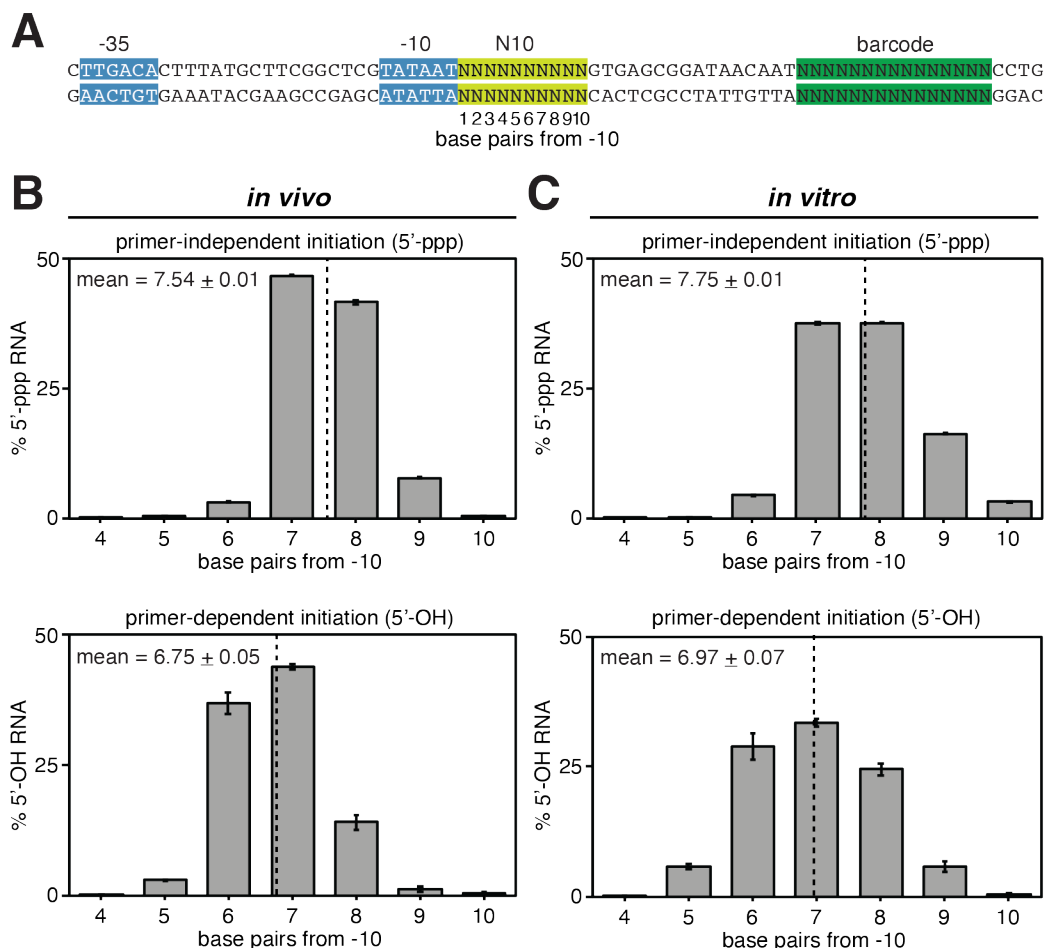 A
-35 -10 N10 barcode
CTTGACACTTTATGCTTCGGCTCGTATAATNNNNNNNNNNGTGAGCGGATAACAATNNNNNNNNNNNNNNNCCTG
GAACTGTGAAATACGAAGCCGAGCATATTANNNNNNNNNNCACTCGCCTATTGTTANNNNNNNNNNNNNNNGGAC
12345678910
base pairs from -10
B
in vivo
primer-independent initiation (5'-ppp)
mean = 7.54 ± 0.01
% 5'-ppp RNA
50
25
0
4 5 6 7 8 9 10
base pairs from -10
primer-dependent initiation (5'-OH)
mean = 6.75 ± 0.05
% 5'-OH RNA
50
25
0
4 5 6 7 8 9 10
base pairs from -10
C
in vitro
primer-independent initiation (5'-ppp)
mean = 7.75 ± 0.01
% 5'-ppp RNA
50
25
0
4 5 6 7 8 9 10
base pairs from -10
primer-dependent initiation (5'-OH)
mean = 6.97 ± 0.07
% 5'-OH RNA
50
25
0
4 5 6 7 8 9 10
base pairs from -10